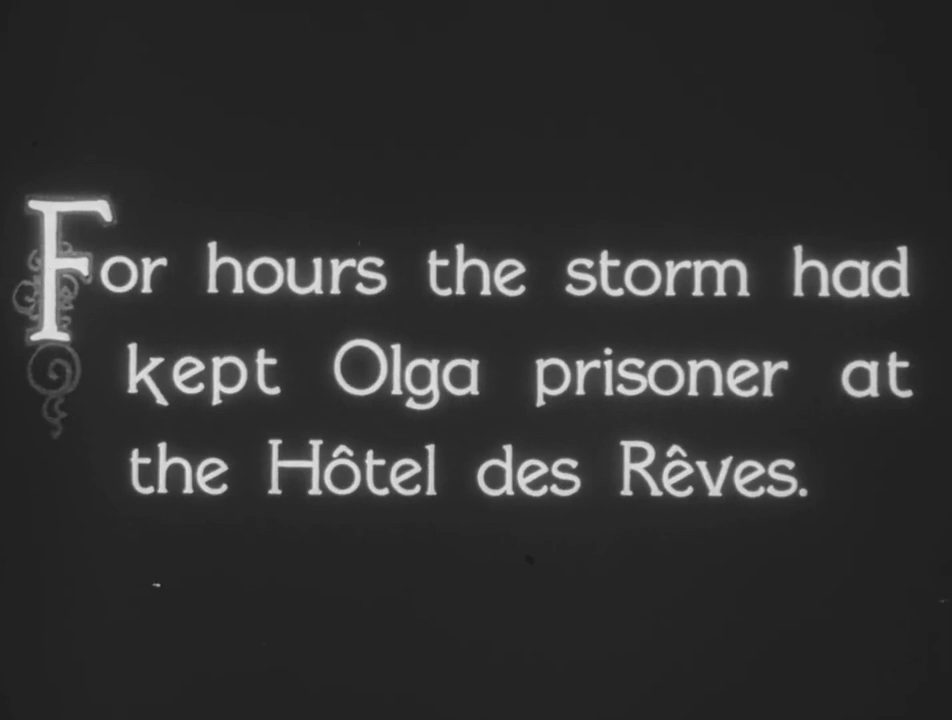 For hours the storm had
kept Olga prisoner at
the Hôtel des Rêves.